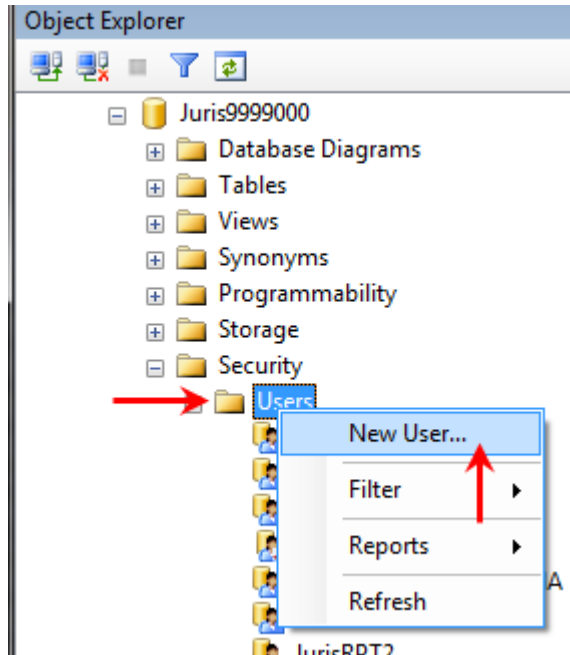 Object Explorer
Juris9999000
Database Diagrams
Tables
Views
Synonyms
Programmability
Storage
Security
Users
New User...
Filter
Reports
A
Refresh
JurisRPT2